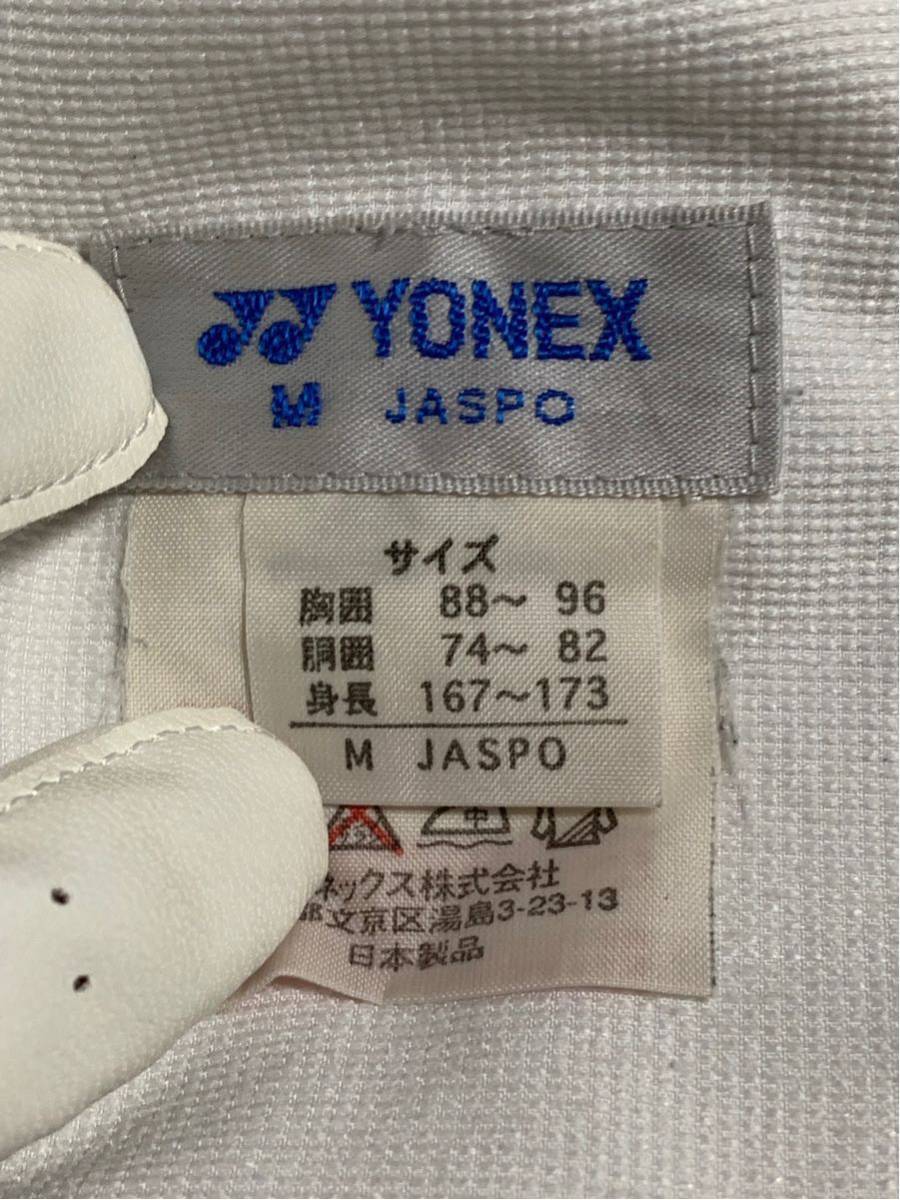 YONEX
M JASPO
サイズ
胸囲 88～ 96
胴囲 74～ 82
身長 167～173
M JASPO
中
ネックス株式会社
文京区湯島3-23-13
日本製品